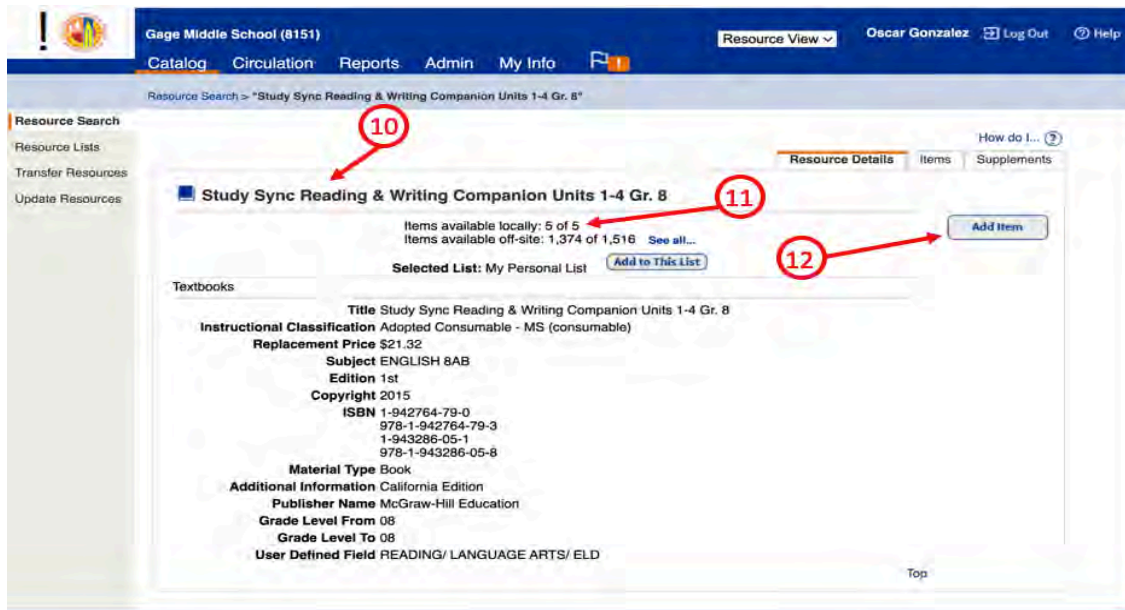 !
Gage Middle School (8151)
Resource View
Oscar Gonzalez Log Out ? Help
Catalog Circulation Reports Admin My Info !
Resource Search > "Study Sync Reading & Writing Companion Units 1-4 Gr. 8"
Resource Search
Resource Lists
Transfer Resources
Update Resources
10
How do I... ?
Resource Details Items Supplements
Study Sync Reading & Writing Companion Units 1-4 Gr. 8
11
Items available locally: 5 of 5
Items available off-site: 1,374 of 1,516 See all...
Add Item
12
Selected List: My Personal List Add to This List
Textbooks
Title Study Sync Reading & Writing Companion Units 1-4 Gr. 8
Instructional Classification Adopted Consumable - MS (consumable)
Replacement Price $21.32
Subject ENGLISH 8AB
Edition 1st
Copyright 2015
ISBN 1-942764-79-0
978-1-942764-79-3
1-943286-05-1
978-1-943286-05-8
Material Type Book
Additional Information California Edition
Publisher Name McGraw-Hill Education
Grade Level From 08
Grade Level To 08
User Defined Field READING/ LANGUAGE ARTS/ ELD
Top